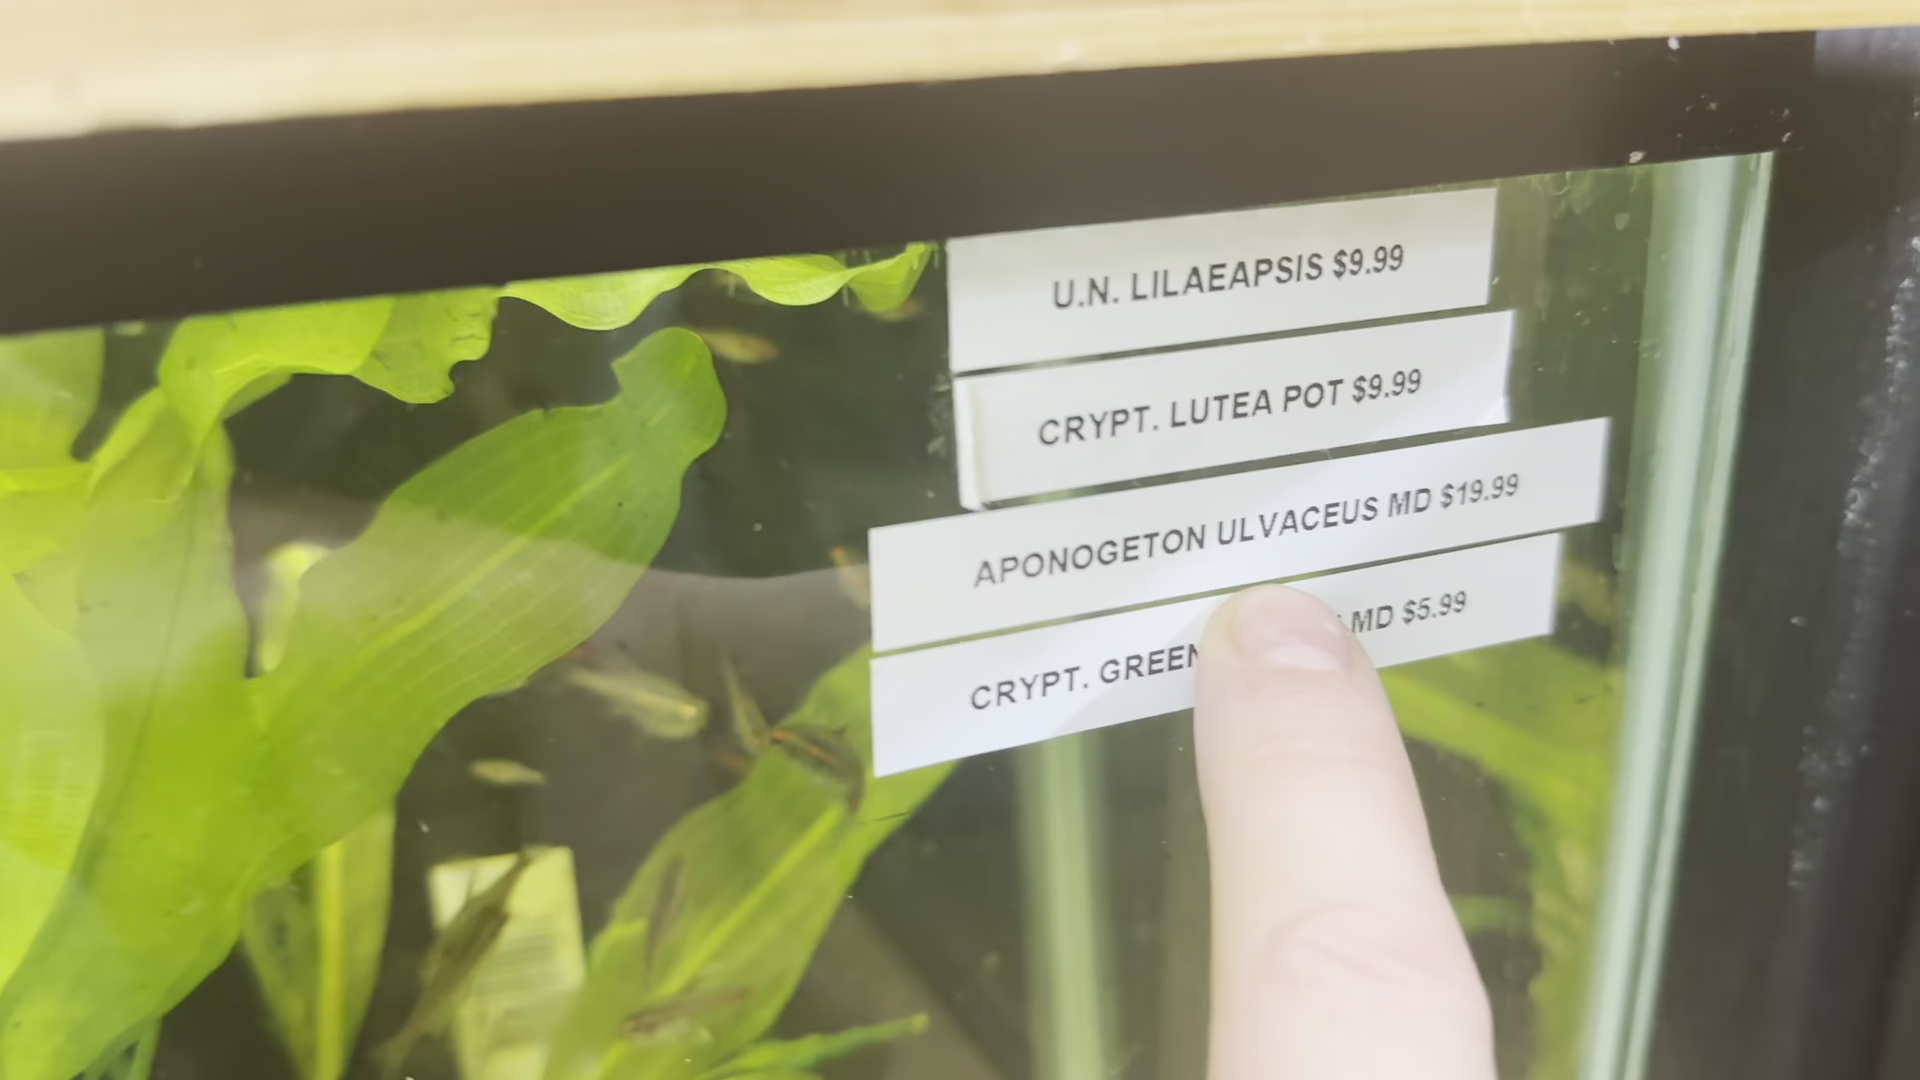 U.N. LILAEAPSIS $9.99
CRYPT. LUTEA POT $9.99
APONOGETON ULVACEUS MD $19.99
CRYPT. GREEN MD $5.99